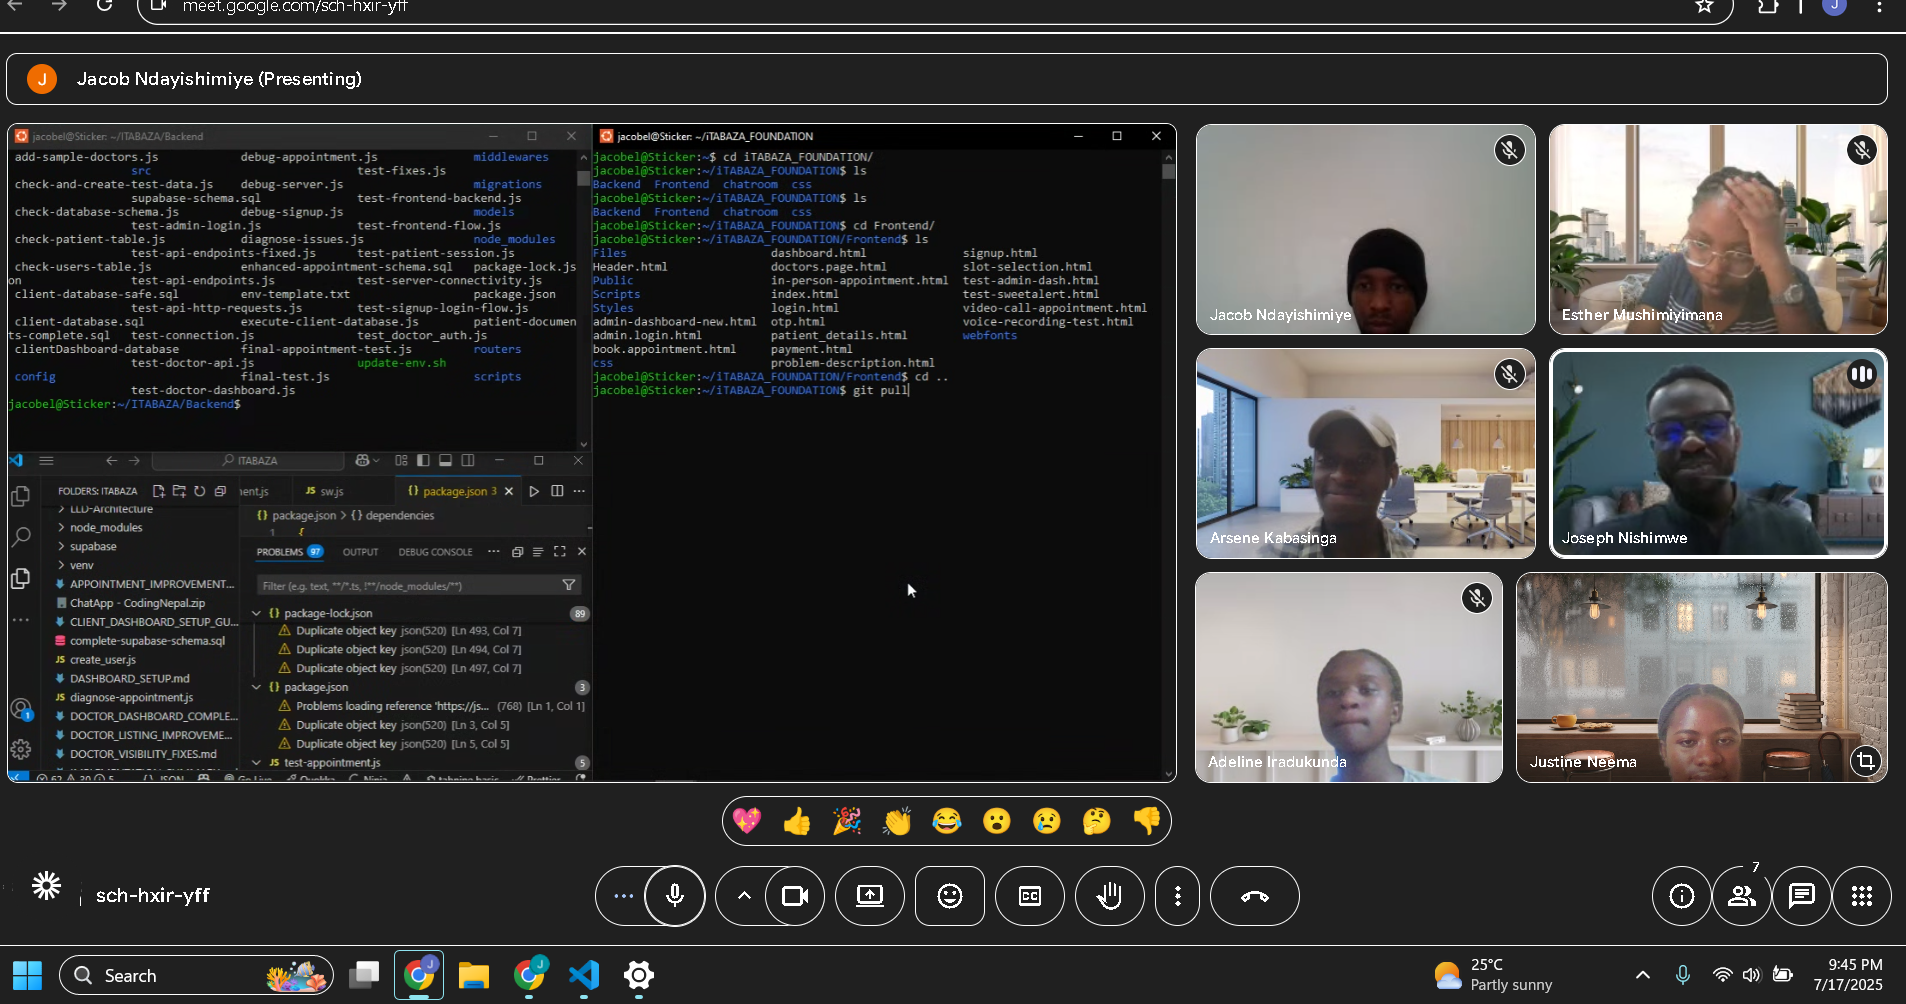 meet.google.com/sch-hxir-yff
J
J
Jacob Ndayishimiye (Presenting)
jacobel@Sticker: ~/ITABAZA/Backend
add-sample-doctors.js debug-appointment.js middlewares
src test-fixes.js
check-and-create-test-data.js debug-server.js migrations
supabase-schema.sql test-frontend-backend.js
check-database-schema.js debug-signup.js models
test-admin-login.js test-frontend-flow.js
check-patient-table.js diagnose-issues.js node_modules
test-api-endpoints-fixed.js test-patient-session.js
check-users-table.js enhanced-appointment-schema.sql package-lock.js
on test-api-endpoints.js test-server-connectivity.js
client-database-safe.sql env-template.txt package.json
test-api-http-requests.js test-signup-login-flow.js
client-database.sql execute-client-database.js patient-documen
ts-complete.sql test-connection.js test_doctor_auth.js
clientDashboard-database final-appointment-test.js routers
test-doctor-api.js update-env.sh
config final-test.js scripts
test-doctor-dashboard.js
jacobel@Sticker:~/ITABAZA/Backend$
jacobel@Sticker: ~/iTABAZA_FOUNDATION
jacobel@Sticker:~$ cd iTABAZA_FOUNDATION/
jacobel@Sticker:~/iTABAZA_FOUNDATION$ ls
Backend Frontend chatroom css
jacobel@Sticker:~/iTABAZA_FOUNDATION$ ls
Backend Frontend chatroom css
jacobel@Sticker:~/iTABAZA_FOUNDATION$ cd Frontend/
jacobel@Sticker:~/iTABAZA_FOUNDATION/Frontend$ ls
Files dashboard.html signup.html
Header.html doctors.page.html slot-selection.html
Public in-person-appointment.html test-admin-dash.html
Scripts index.html test-sweetalert.html
Styles login.html video-call-appointment.html
admin-dashboard-new.html otp.html voice-recording-test.html
admin.login.html patient_details.html webfonts
book.appointment.html payment.html
css problem-description.html
jacobel@Sticker:~/iTABAZA_FOUNDATION/Frontend$ cd ..
jacobel@Sticker:~/iTABAZA_FOUNDATION$ git pull
ITABAZA
FOLDERS: ITABAZA
ent.js JS sw.js {} package.json 3
{} package.json > {} dependencies
1 {
LLD-Architecture
node_modules
supabase
venv
APPOINTMENT_IMPROVEMENT...
ChatApp - CodingNepal.zip
CLIENT_DASHBOARD_SETUP_GU...
complete-supabase-schema.sql
JS create_user.js
DASHBOARD_SETUP.md
JS diagnose-appointment.js
DOCTOR_DASHBOARD_COMPLE...
DOCTOR_LISTING_IMPROVEME...
DOCTOR_VISIBILITY_FIXES.md
1
PROBLEMS 97 OUTPUT DEBUG CONSOLE ...
Filter (e.g. text, **/*.ts, !**/node_modules/**)
{} package-lock.json 89
Duplicate object key json(520) [Ln 493, Col 7]
Duplicate object key json(520) [Ln 494, Col 7]
Duplicate object key json(520) [Ln 497, Col 7]
{} package.json 3
Problems loading reference 'https://js... (768) [Ln 1, Col 1]
Duplicate object key json(520) [Ln 3, Col 5]
Duplicate object key json(520) [Ln 5, Col 5]
JS test-appointment.js 5
Jacob Ndayishimiye
Esther Mushimiyimana
Arsene Kabasinga
Joseph Nishimwe
Adeline Iradukunda
Justine Neema
sch-hxir-yff
CC
7
Search
J
J
25°C
Partly sunny
9:45 PM
7/17/2025